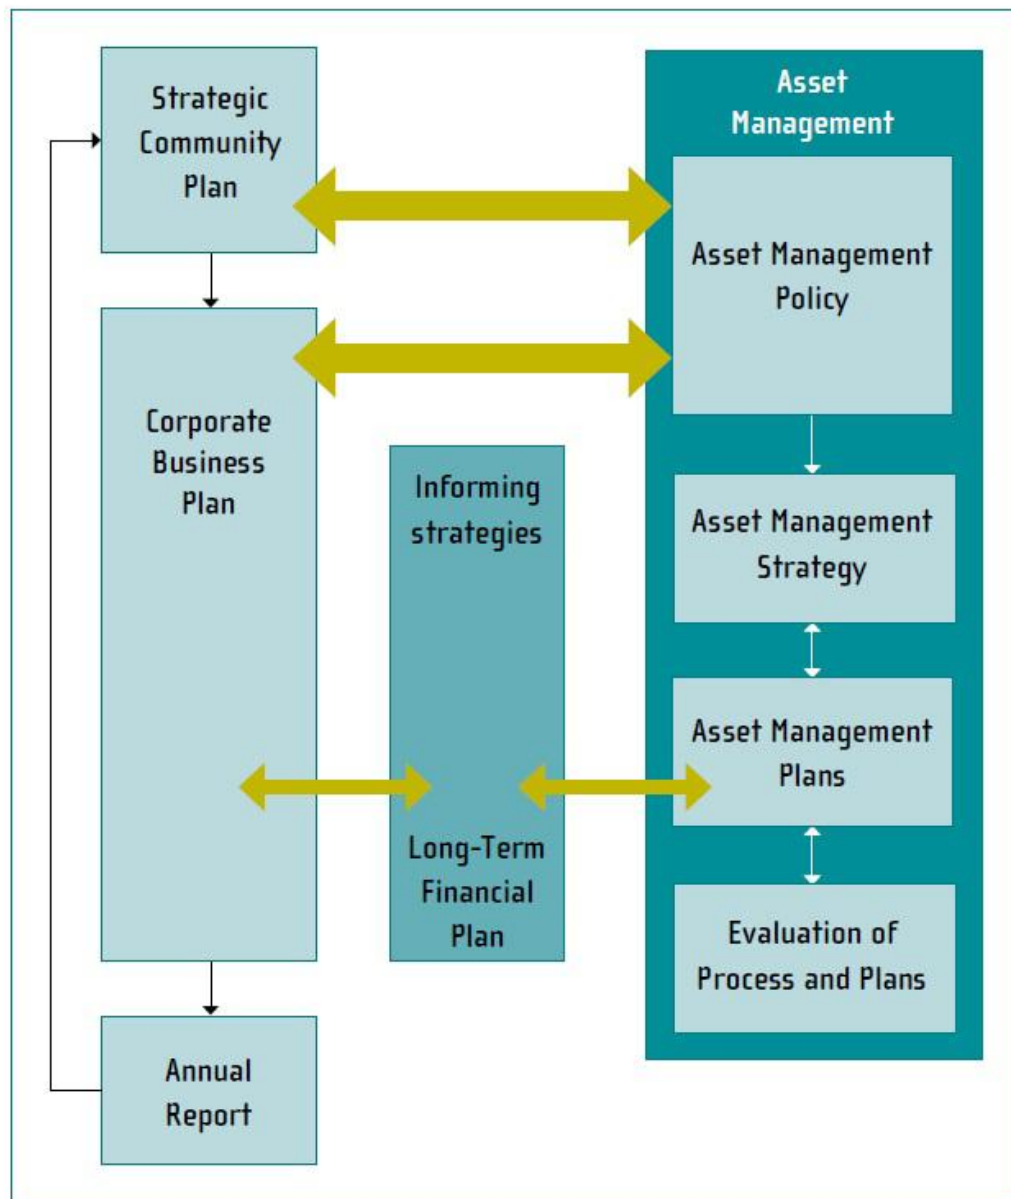 Strategic
Community
Plan
Corporate
Business
Plan
Annual
Report
Informing
strategies
Long-Term
Financial
Plan
Asset
Management
Asset Management
Policy
Asset Management
Strategy
Asset Management
Plans
Evaluation of
Process and Plans